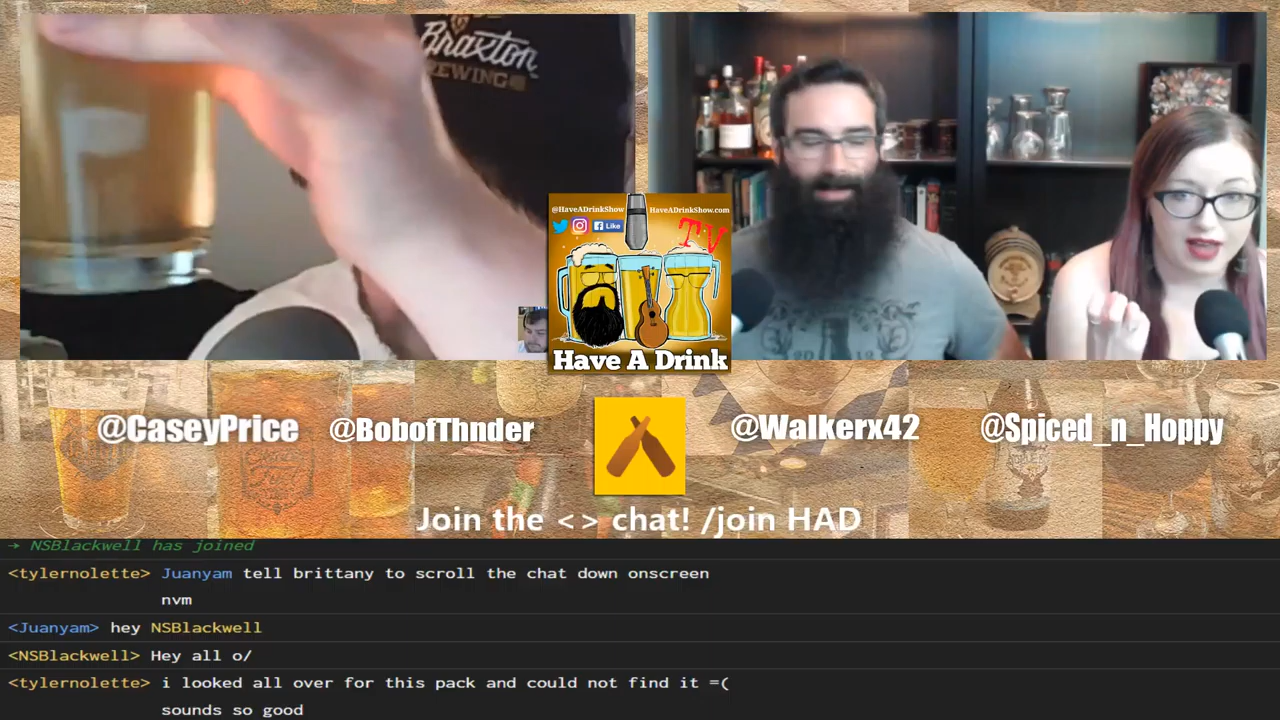 Braxton
BREWING
@HaveADrinkShow
HaveADrinkShow.com
Like
TV
Have A Drink
@CaseyPrice
@BobofThnder
@Walkerx42
@Spiced_n_Hoppy
Join the <> chat! /join HAD
→ NSBlackwell has joined
<tylernolette> Juanyam tell brittany to scroll the chat down onscreen
nvm
<Juanyam> hey NSBlackwell
<NSBlackwell> Hey all o/
<tylernolette> i looked all over for this pack and could not find it =(
sounds so good